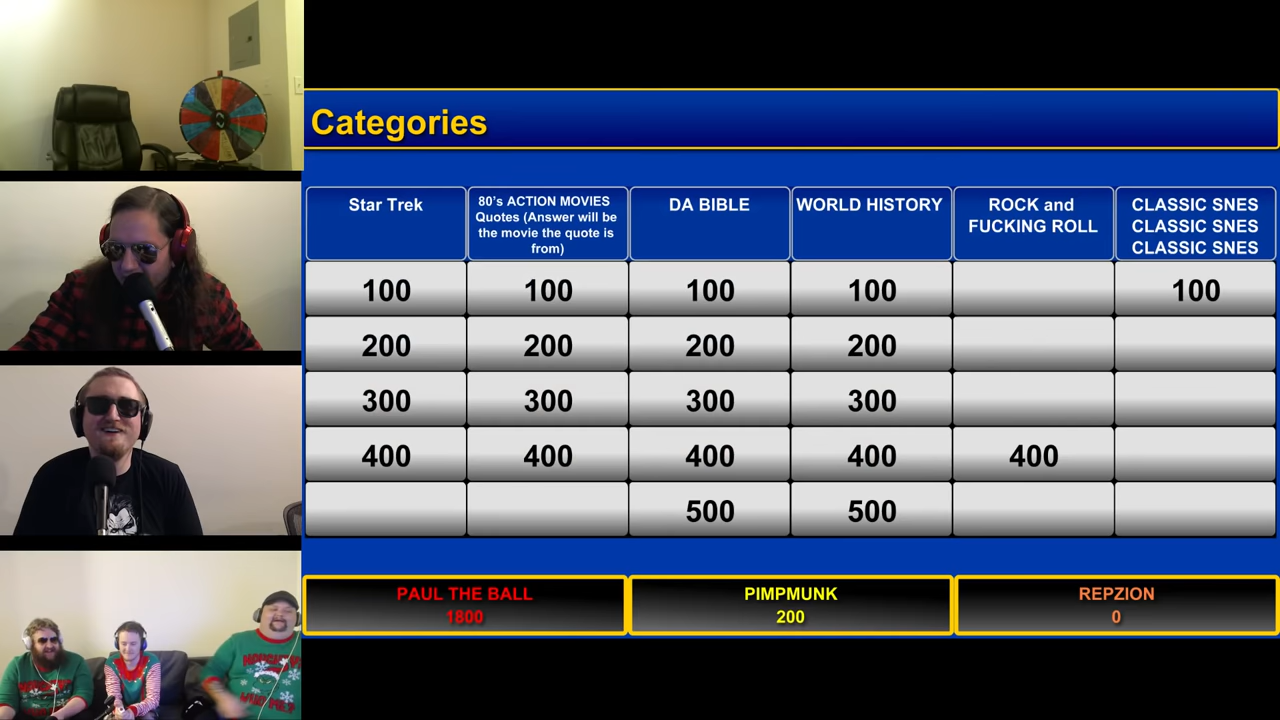 Categories
Star Trek
80's ACTION MOVIES
Quotes (Answer will be
the movie the quote is
from)
DA BIBLE
WORLD HISTORY
ROCK and
FUCKING ROLL
CLASSIC SNES
CLASSIC SNES
CLASSIC SNES
100 100 100 100 100
200 200 200 200
300 300 300 300
400 400 400 400 400
500 500
PAUL THE BALL
1800
PIMPMUNK
200
REPZION
0